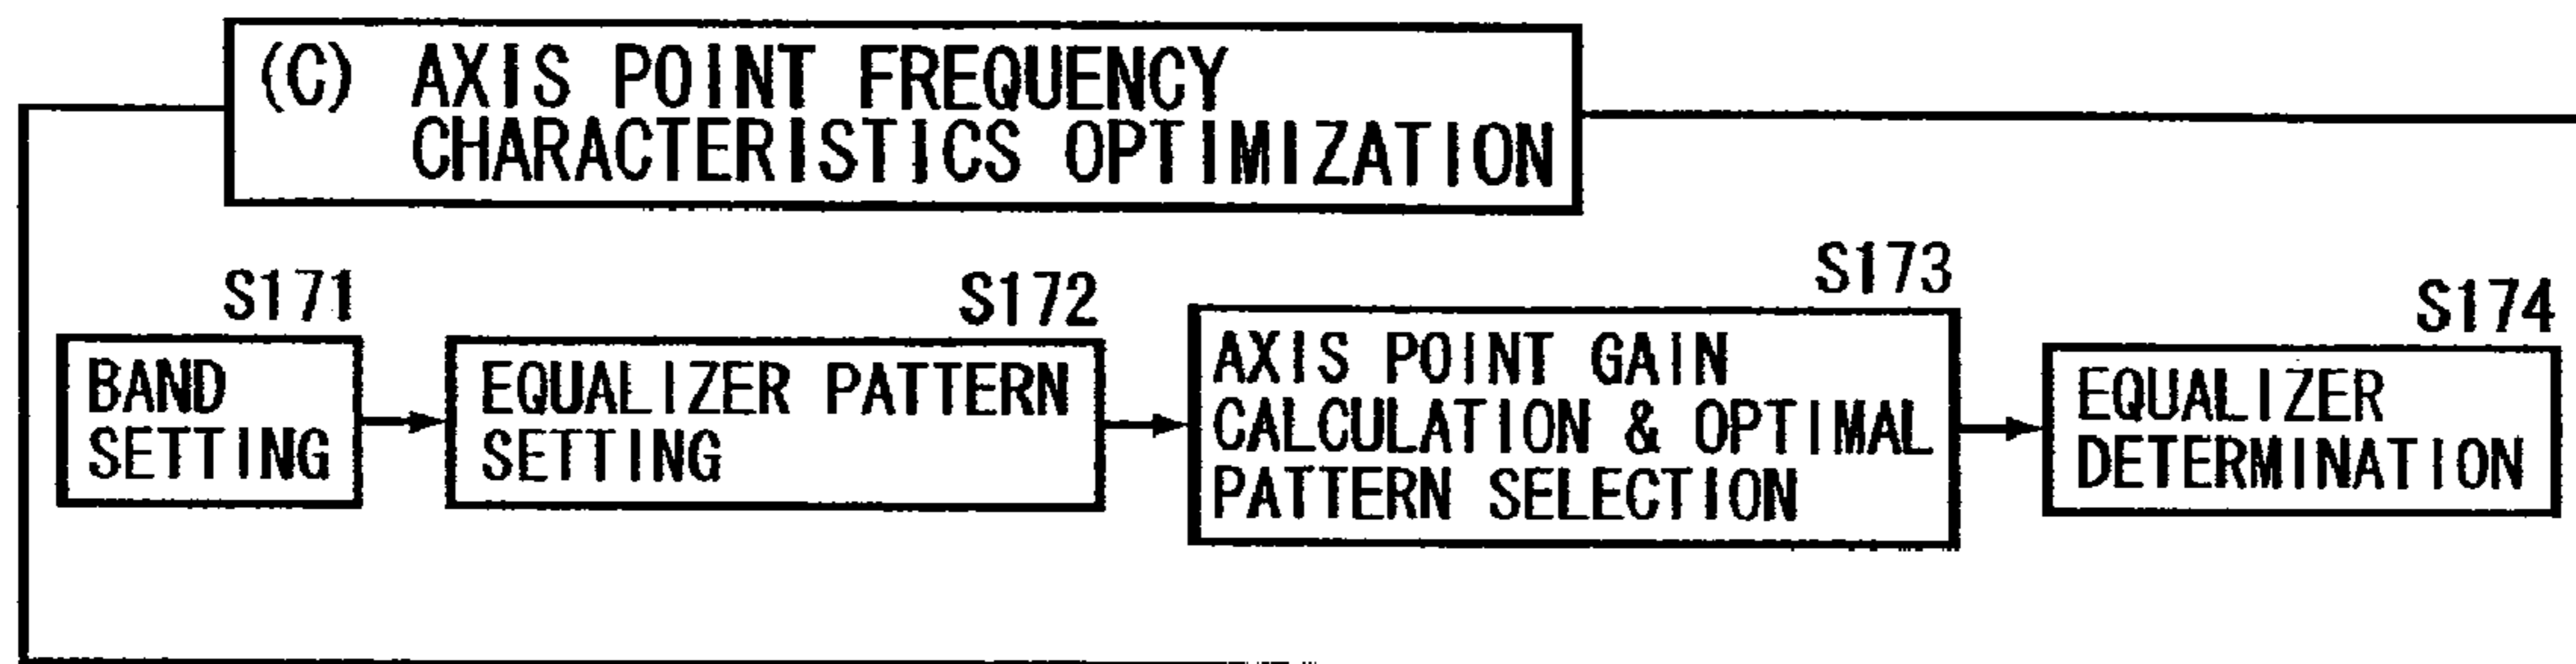 (C) AXIS POINT FREQUENCY
CHARACTERISTICS OPTIMIZATION
S171
BAND
SETTING
S172
EQUALIZER PATTERN
SETTING
S173
AXIS POINT GAIN
CALCULATION & OPTIMAL
PATTERN SELECTION
S174
EQUALIZER
DETERMINATION